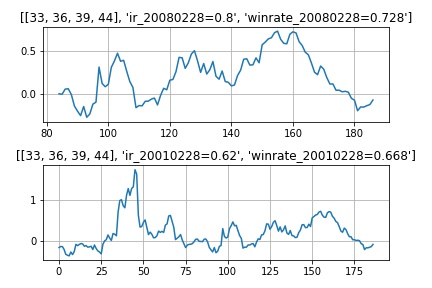 [[33, 36, 39, 44], 'ir_20080228=0.8', 'winrate_20080228=0.728']
0.5
0.0
80 100 120 140 160 180
[[33, 36, 39, 44], 'ir_20010228=0.62', 'winrate_20010228=0.668']
1
0
0 25 50 75 100 125 150 175